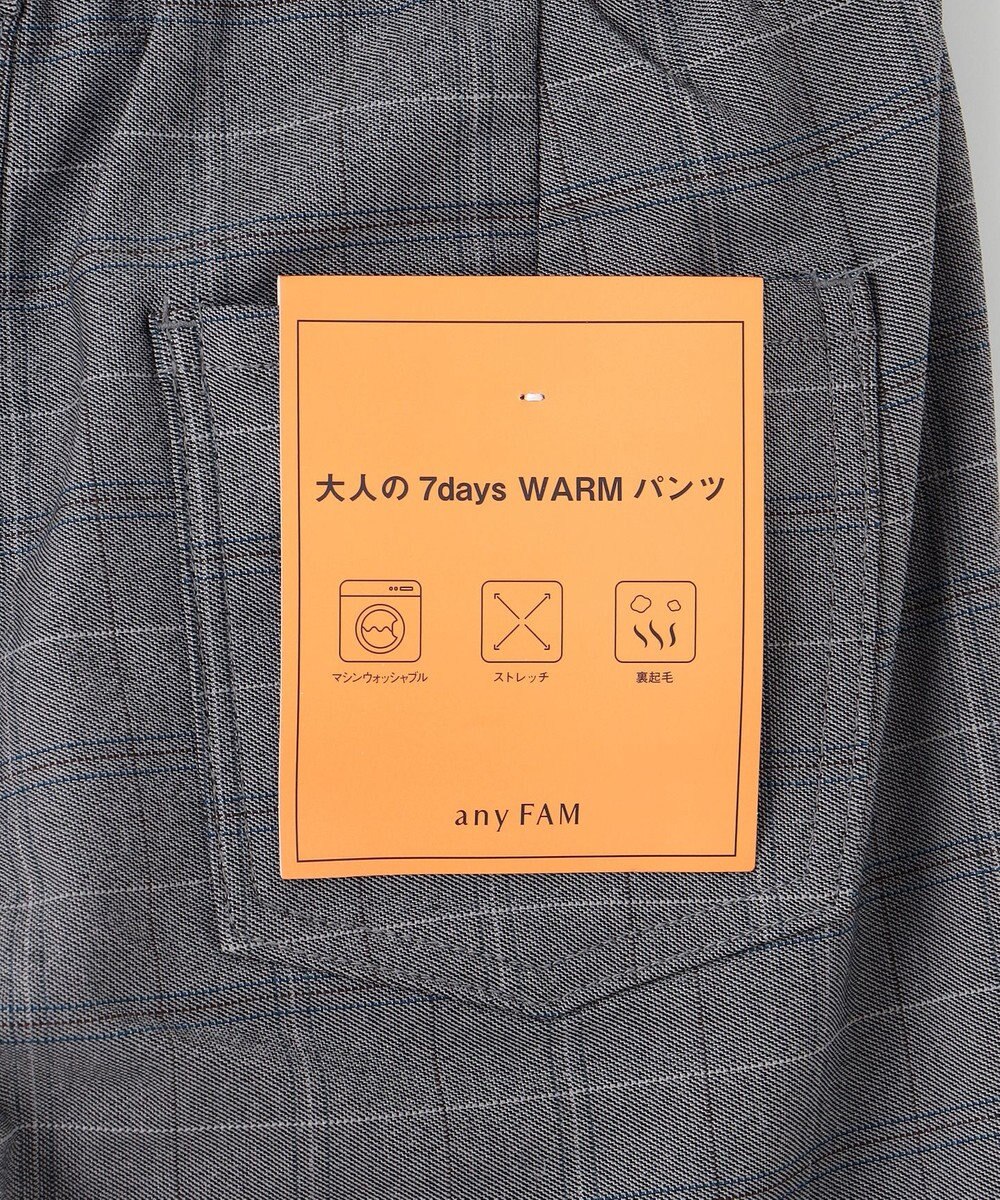 大人の 7days WARM パンツ
マシンウォッシャブル ストレッチ 裏起毛
any FAM